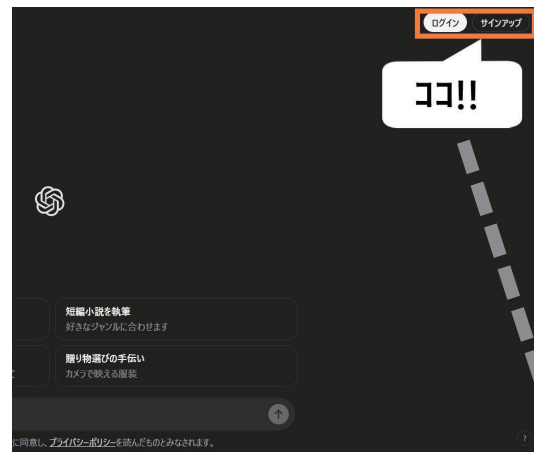 ログイン サインアップ
ココ!!
短編小説を執筆
好きなジャンルに合わせます
贈り物選びの手伝い
て カメラで映える服装
に同意し、プライバシーポリシーを読んだものとみなされます。
?